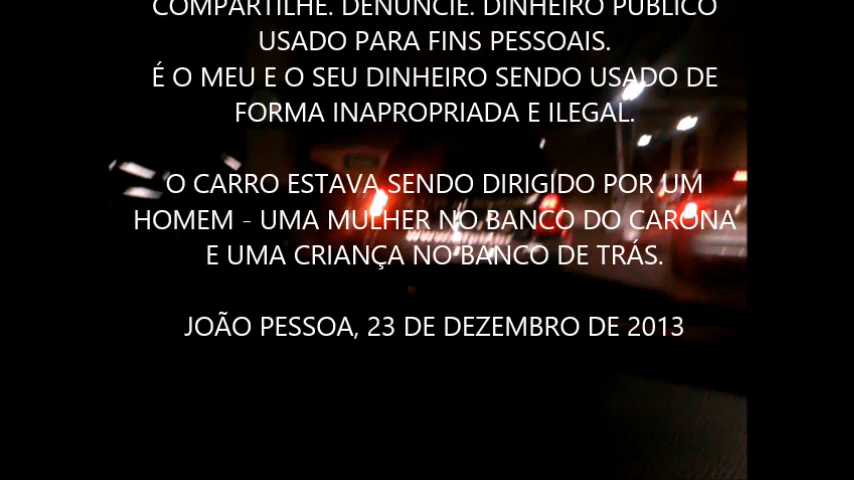 COMPARTILHE. DENUNCIE. DINHEIRO PÚBLICO
USADO PARA FINS PESSOAIS.
É O MEU E O SEU DINHEIRO SENDO USADO DE
FORMA INAPROPRIADA E ILEGAL.
O CARRO ESTAVA SENDO DIRIGIDO POR UM
HOMEM - UMA MULHER NO BANCO DO CARONA
E UMA CRIANÇA NO BANCO DE TRÁS.
JOÃO PESSOA, 23 DE DEZEMBRO DE 2013